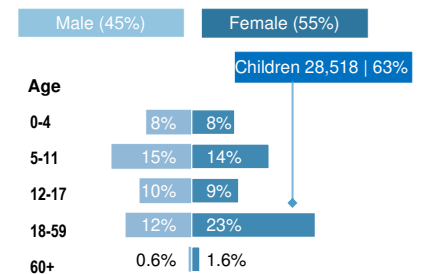 Male (45%) Female (55%)
Children 28,518 | 63%
Age
0-4 8% 8%
5-11 15% 14%
12-17 10% 9%
18-59 12% 23%
60+ 0.6% 1.6%